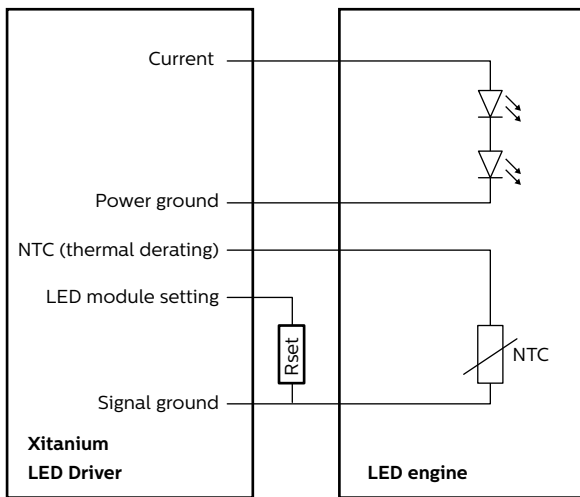 Current
Power ground
NTC (thermal derating)
LED module setting
Rset
NTC
Signal ground
Xitanium
LED Driver
LED engine